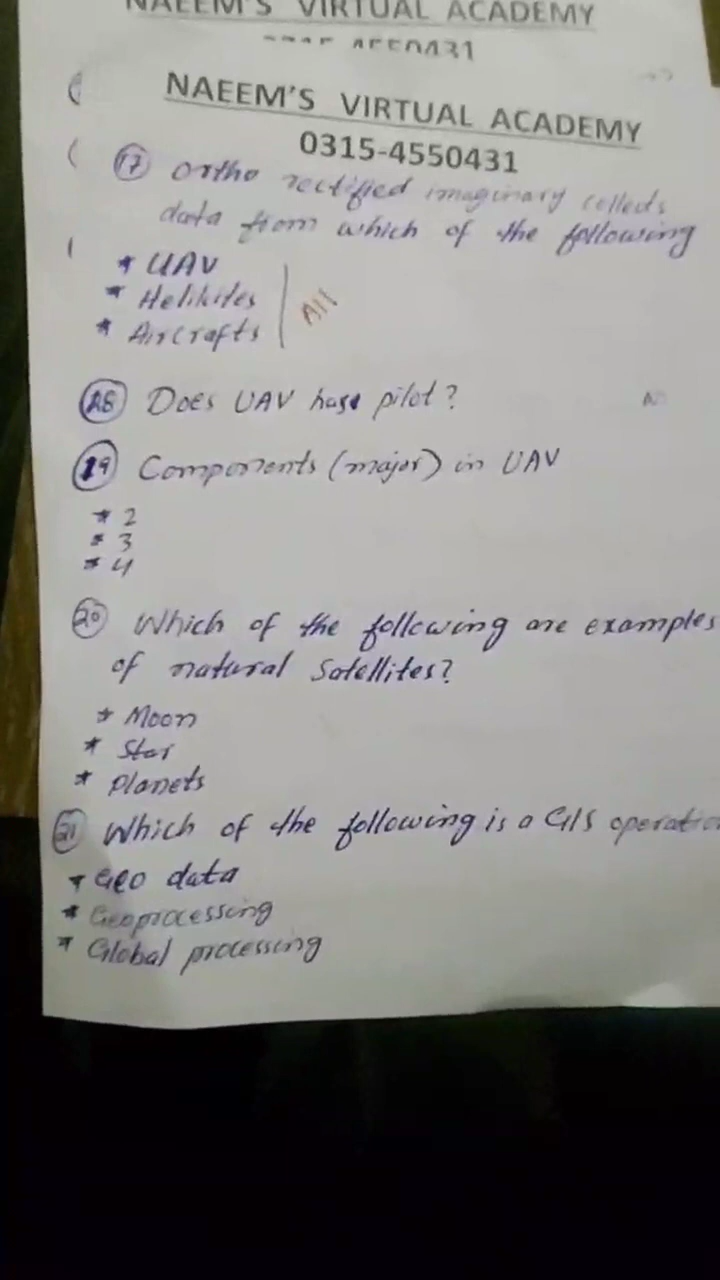 NAEEM'S VIRTUAL ACADEMY
NAEEM'S VIRTUAL ACADEMY
0315-4550431
17 Ortho rectified imaginary collects
data from which of the following
* UAV
* Helikites
* Aircrafts
All
18 Does UAV have pilot?
19 Components (major) in UAV
* 2
* 3
* 4
20 Which of the following are examples
of natural Satellites?
* Moon
* Star
* Planets
21 Which of the following is a GIS operatio
* Geo data
* Geoprocessing
* Global processing